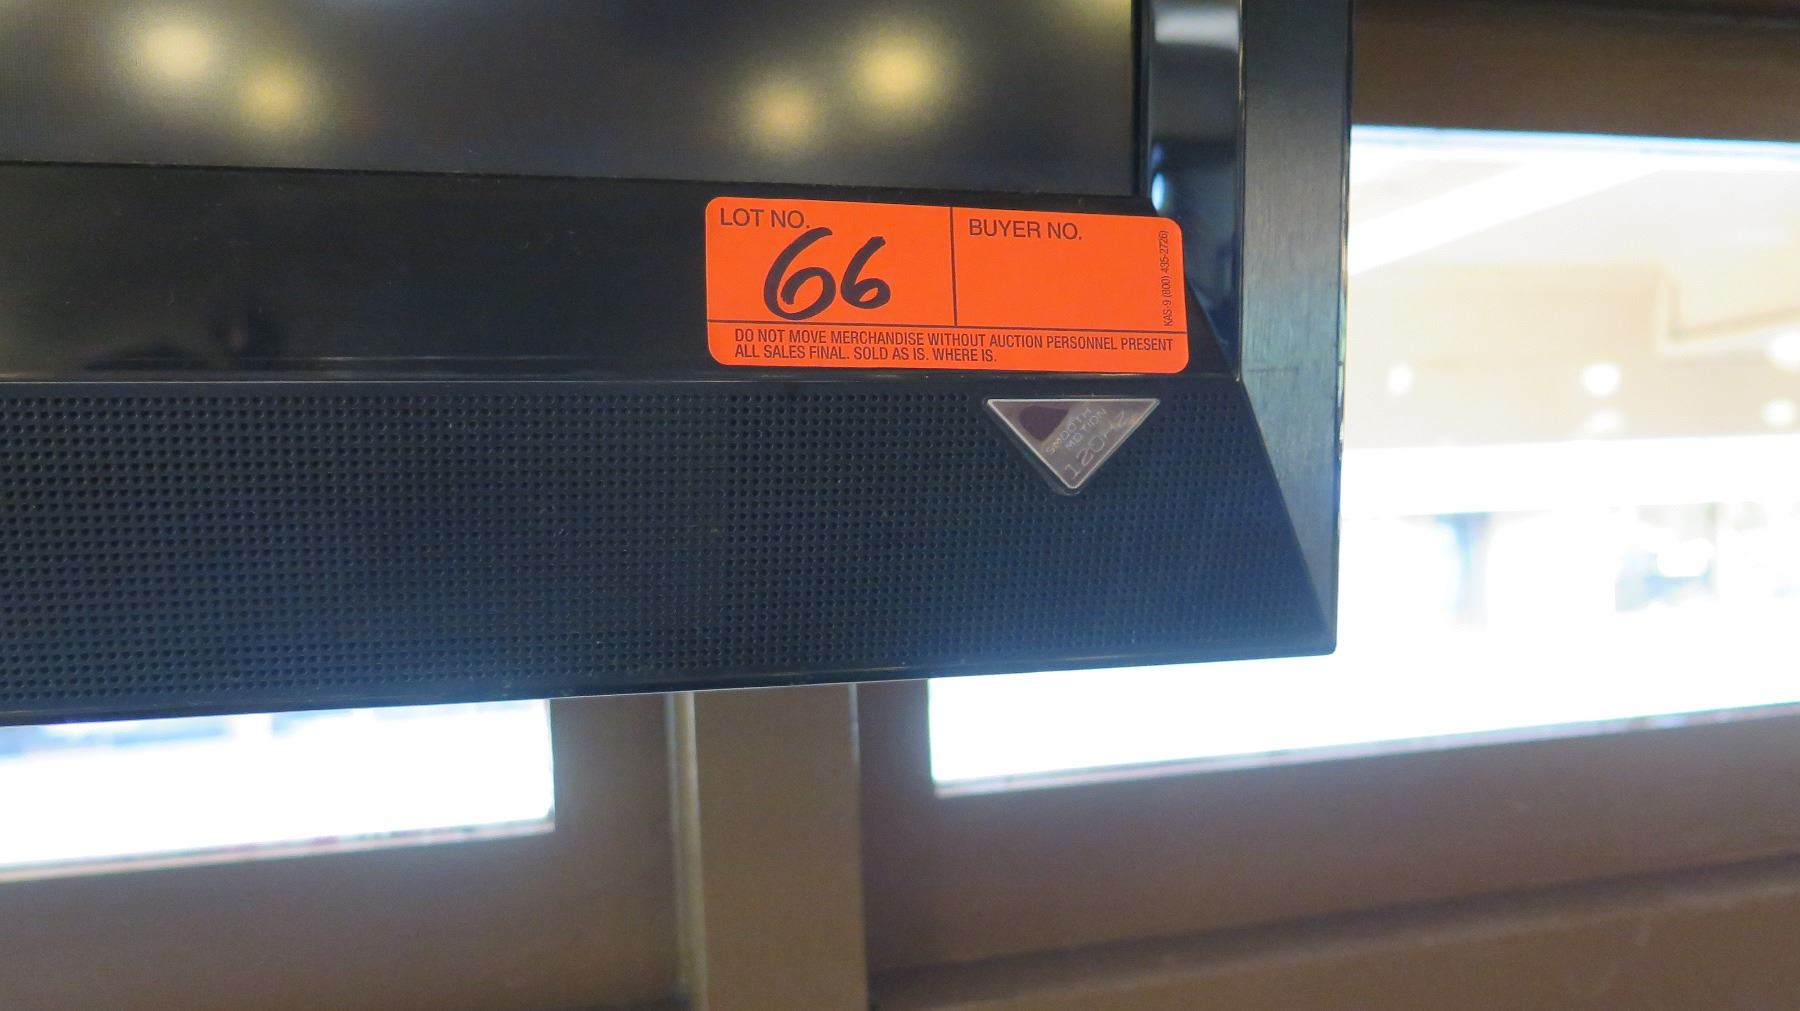 LOT NO.
66
BUYER NO.
KAS-9 (800) 435-2726)
DO NOT MOVE MERCHANDISE WITHOUT AUCTION PERSONNEL PRESENT
ALL SALES FINAL. SOLD AS IS. WHERE IS.
SMOOTH
MOTION
120Hz